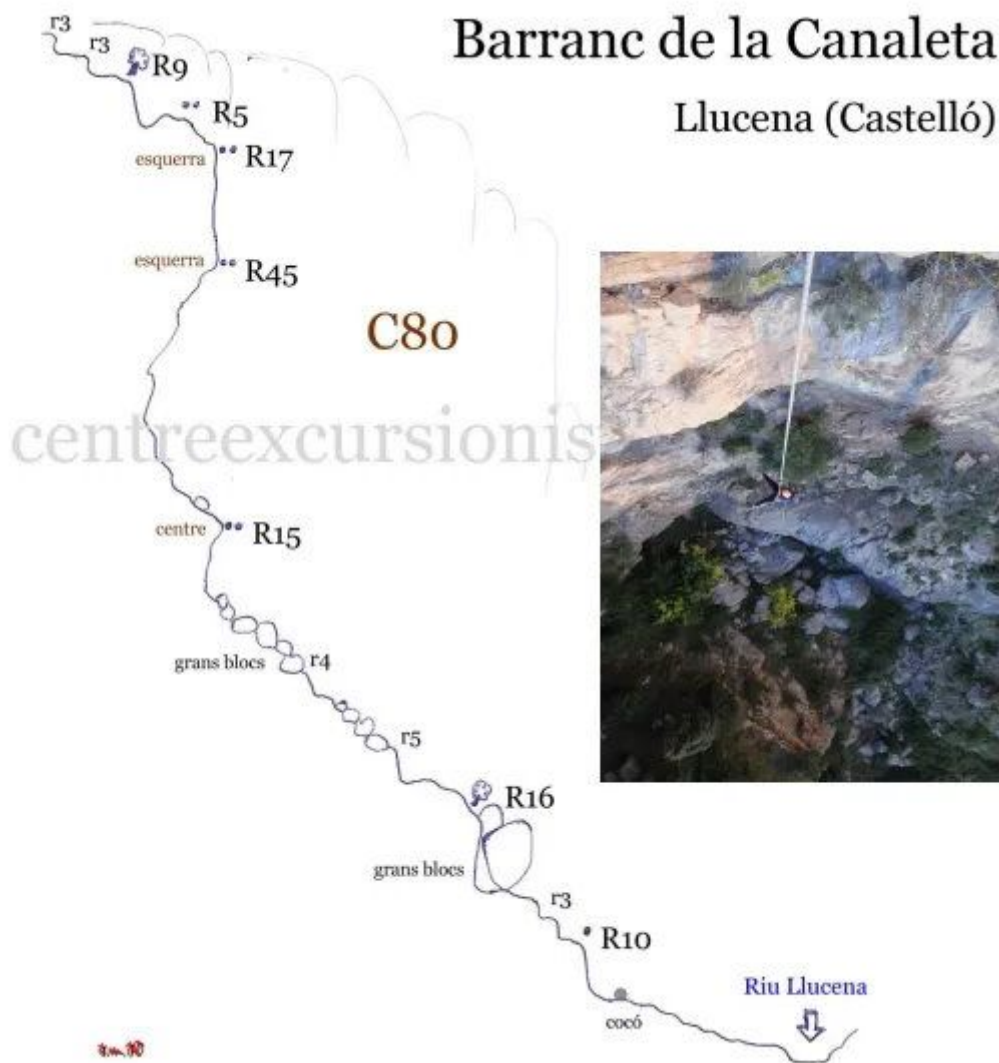 Barranc de la Canaleta
Llucena (Castelló)
r3
r3
R9
R5
esquerra R17
esquerra R45
C80
centreexcursionis
centre R15
grans blocs r4
r5
R16
grans blocs
r3
R10
Riu Llucena
cocó